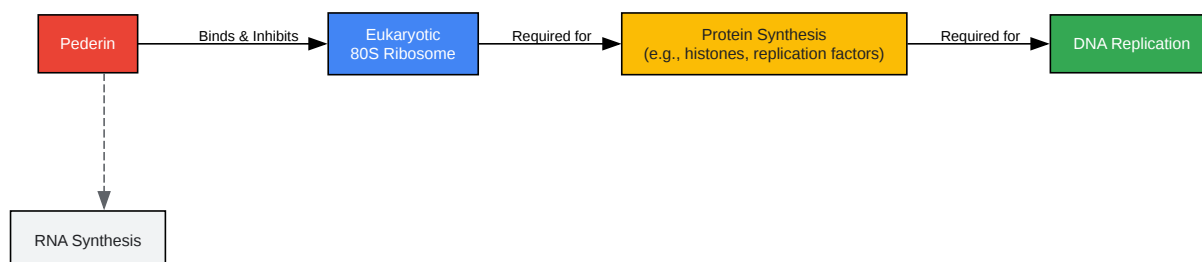 Pederin
Binds & Inhibits
Eukaryotic
80S Ribosome
Required for
Protein Synthesis
(e.g., histones, replication factors)
Required for
DNA Replication
RNA Synthesis